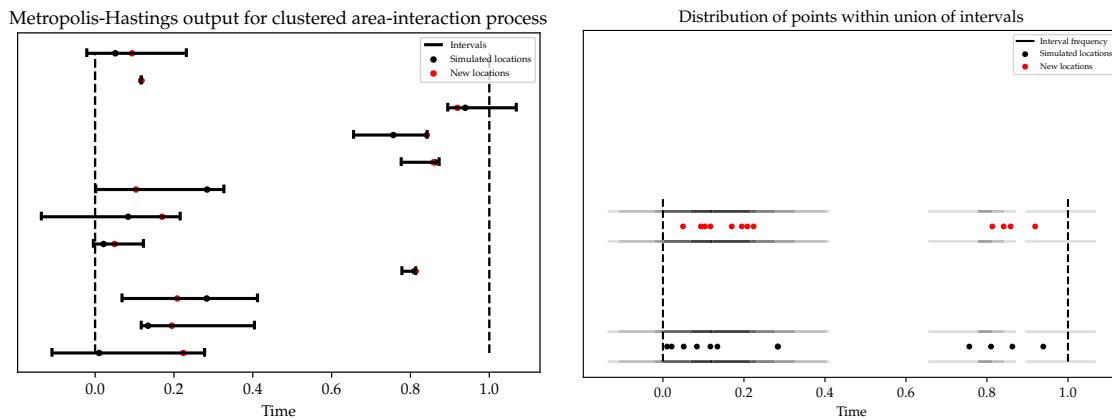 Metropolis-Hastings output for clustered area-interaction process
Intervals
Simulated locations
New locations
0.0 0.2 0.4 0.6 0.8 1.0
Time
Distribution of points within union of intervals
Interval frequency
Simulated locations
New locations
0.0 0.2 0.4 0.6 0.8 1.0
Time